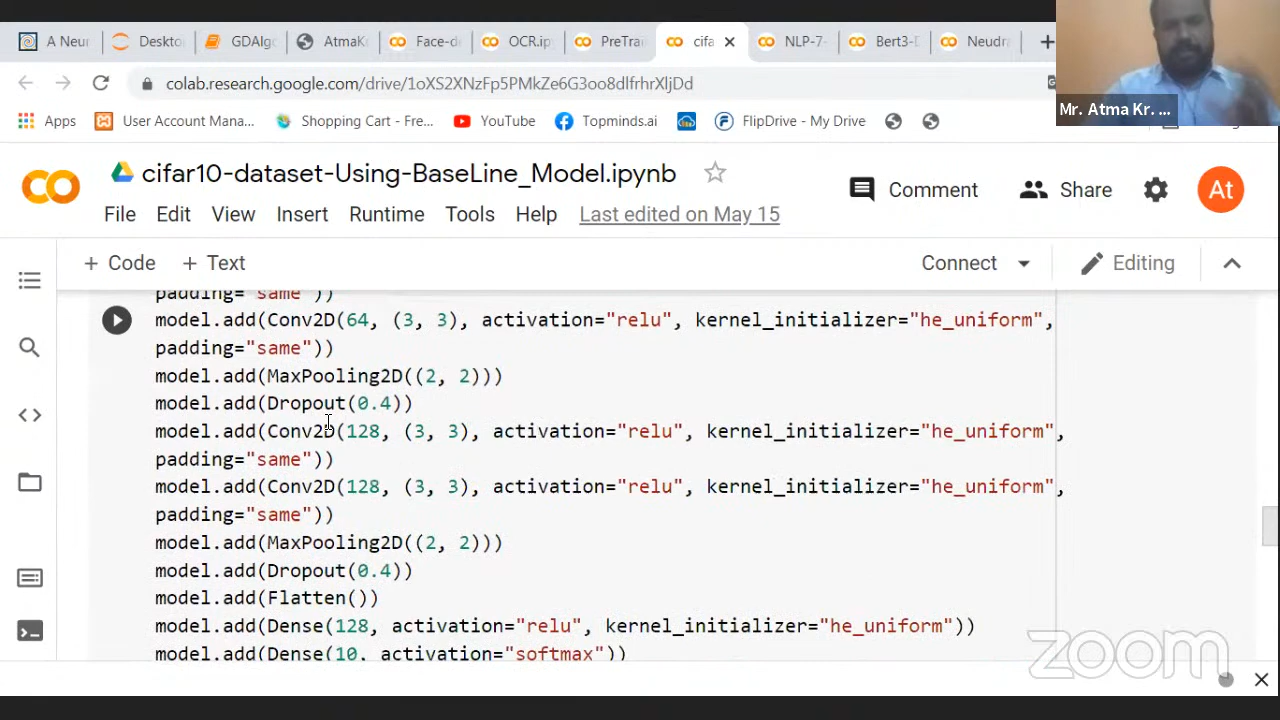 A Neur
Deskto
GDAlgo
AtmaK
Face-d
OCR.ip
PreTra
cifa
NLP-7-
Bert3-D
Neudra
colab.research.google.com/drive/1oXS2XNzFp5PMkZe6G3oo8dlfrhrXljDd
Apps
User Account Mana...
Shopping Cart - Fre...
YouTube
Topminds.ai
FlipDrive - My Drive
Mr. Atma Kr. ...
cifar10-dataset-Using-BaseLine_Model.ipynb
Comment
Share
At
File Edit View Insert Runtime Tools Help Last edited on May 15
+ Code + Text
Connect
Editing
padding="same"))
model.add(Conv2D(64, (3, 3), activation="relu", kernel_initializer="he_uniform",
padding="same"))
model.add(MaxPooling2D((2, 2)))
model.add(Dropout(0.4))
model.add(Conv2D(128, (3, 3), activation="relu", kernel_initializer="he_uniform",
padding="same"))
model.add(Conv2D(128, (3, 3), activation="relu", kernel_initializer="he_uniform",
padding="same"))
model.add(MaxPooling2D((2, 2)))
model.add(Dropout(0.4))
model.add(Flatten())
model.add(Dense(128, activation="relu", kernel_initializer="he_uniform"))
model.add(Dense(10, activation="softmax"))
zoom